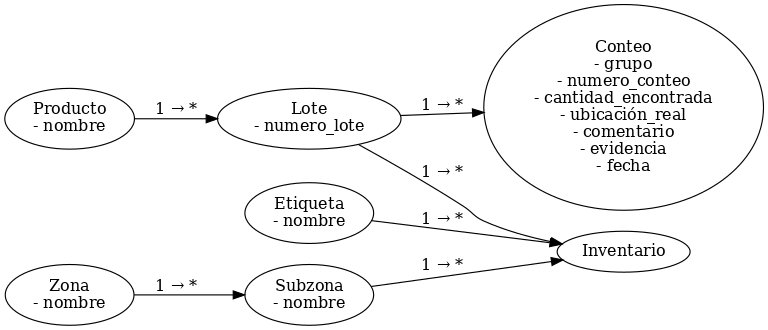 Producto
- nombre
1 → *
Lote
- numero_lote
1 → *
Conteo
- grupo
- numero_conteo
- cantidad_encontrada
- ubicación_real
- comentario
- evidencia
- fecha
1 → *
Etiqueta
- nombre
1 → *
Inventario
Zona
- nombre
1 → *
Subzona
- nombre
1 → *